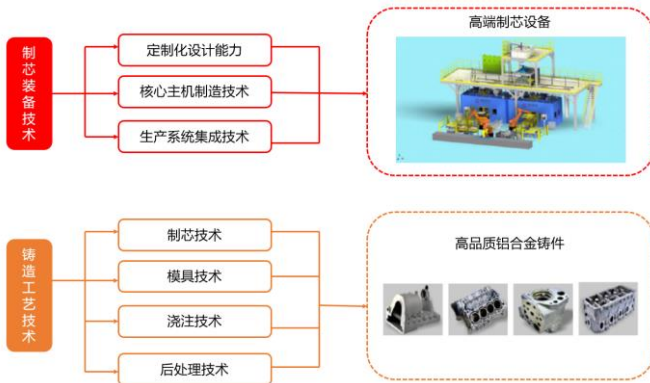 制芯装备技术
定制化设计能力
核心主机制造技术
生产系统集成技术
高端制芯设备
铸造工艺技术
制芯技术
模具技术
浇注技术
后处理技术
高品质铝合金铸件